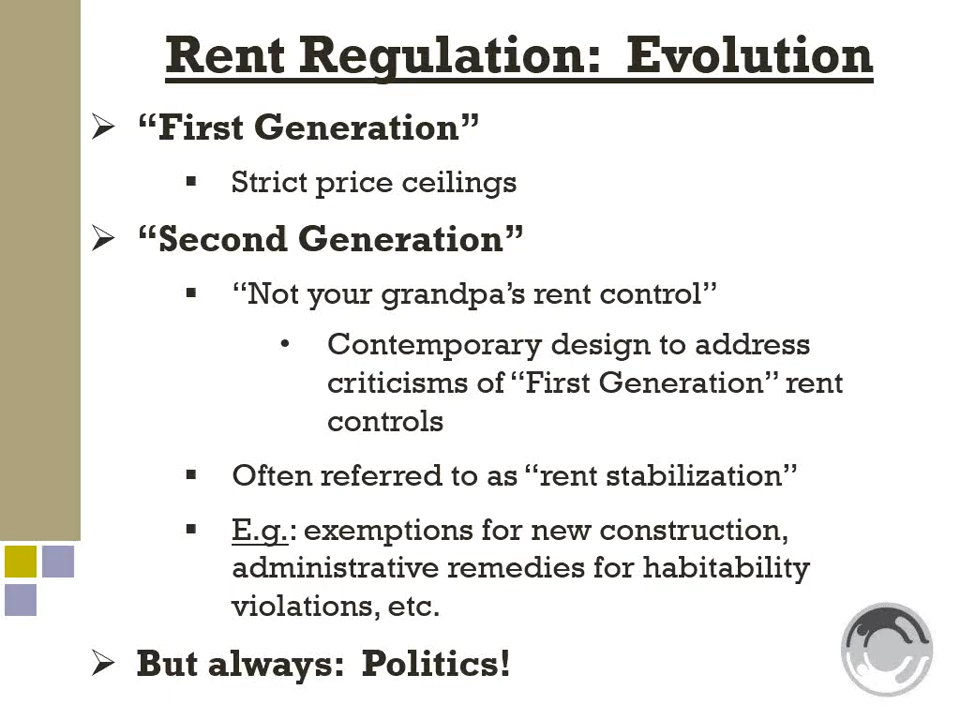 Rent Regulation: Evolution
➢ “First Generation”
▪ Strict price ceilings
➢ “Second Generation”
▪ “Not your grandpa’s rent control”
• Contemporary design to address
criticisms of “First Generation” rent
controls
▪ Often referred to as “rent stabilization”
▪ E.g.: exemptions for new construction,
administrative remedies for habitability
violations, etc.
➢ But always: Politics!